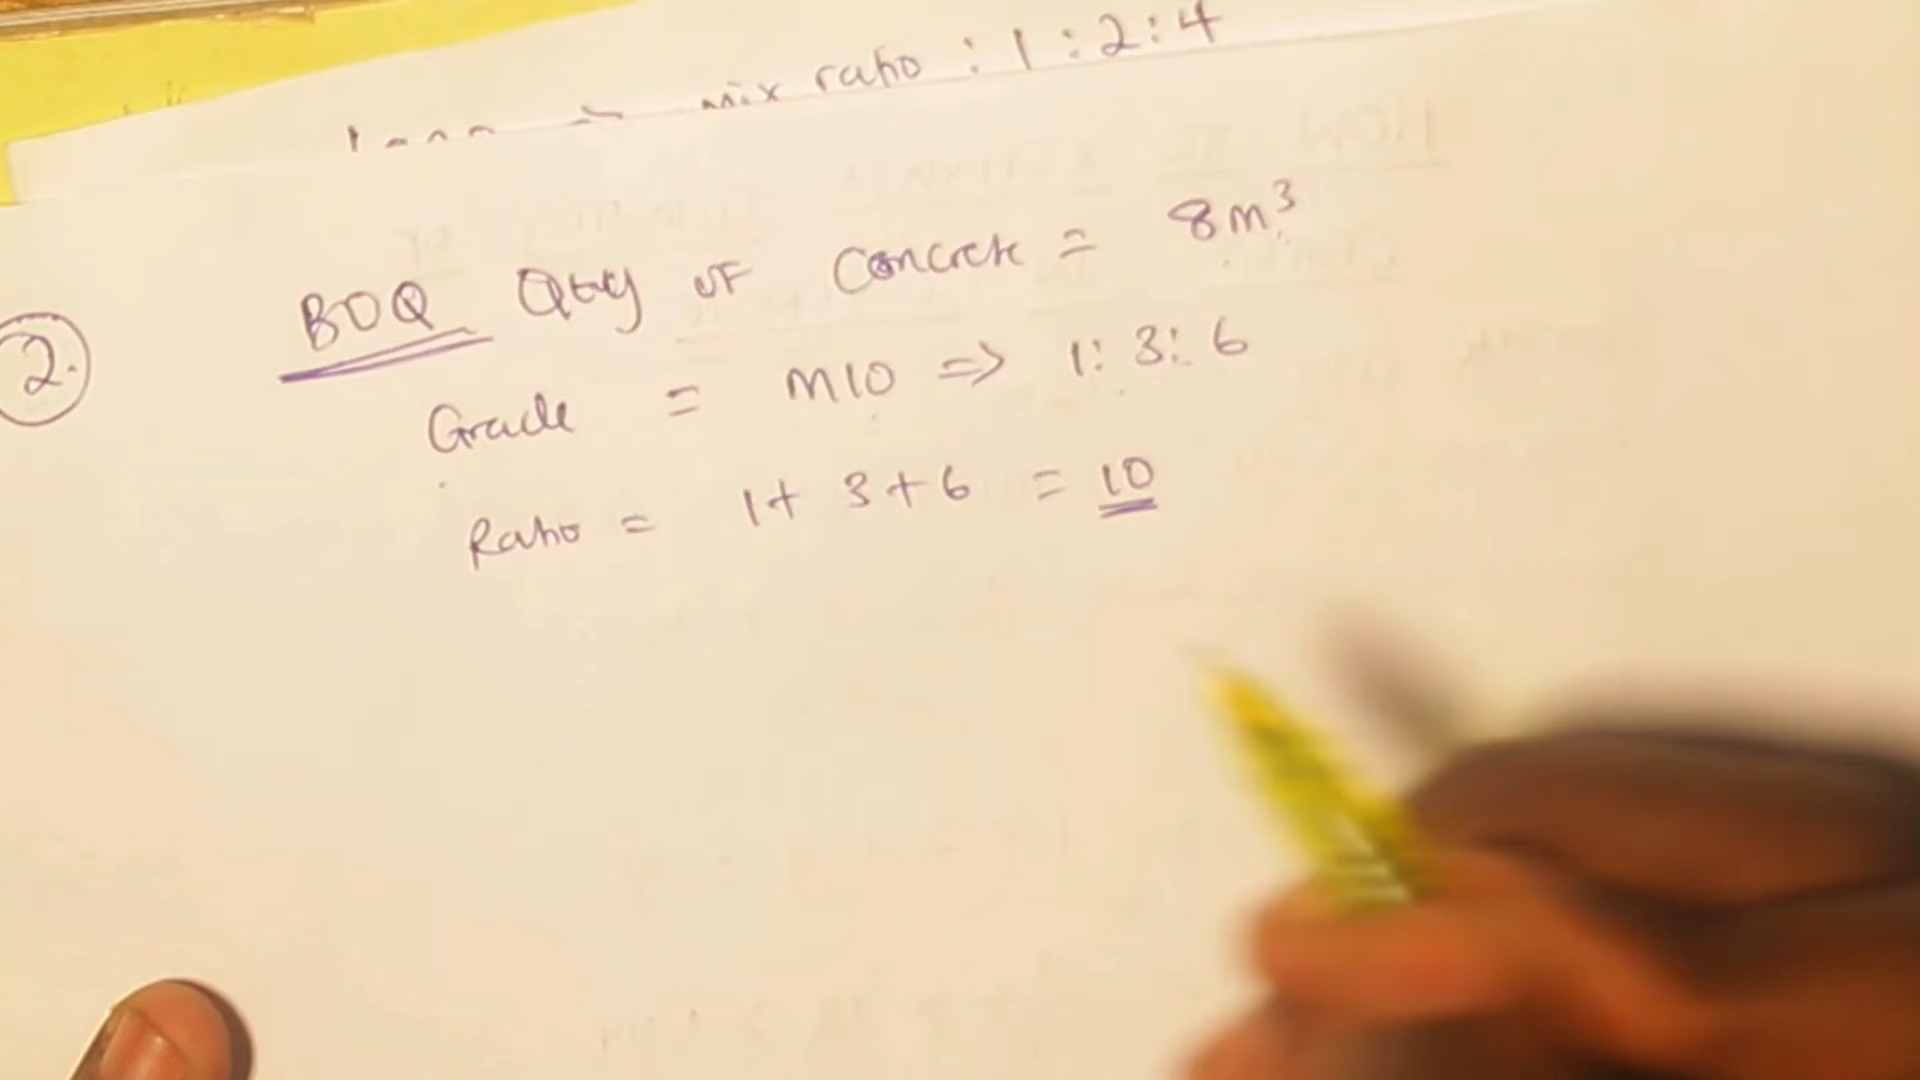 mix ratio : 1 : 2 : 4
2. BOQ Qty of Concrete = 8m³
Grade = M10 => 1: 3: 6
Ratio = 1+ 3+6 = 10